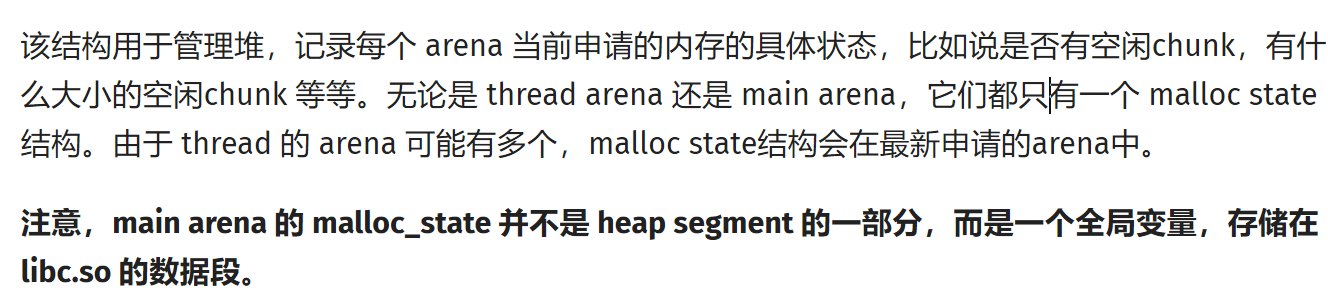 该结构用于管理堆，记录每个 arena 当前申请的内存的具体状态，比如说是否有空闲chunk，有什
么大小的空闲chunk 等等。无论是 thread arena 还是 main arena，它们都只有一个 malloc state
结构。由于 thread 的 arena 可能有多个，malloc state结构会在最新申请的arena中。
注意，main arena 的 malloc_state 并不是 heap segment 的一部分，而是一个全局变量，存储在
libc.so 的数据段。